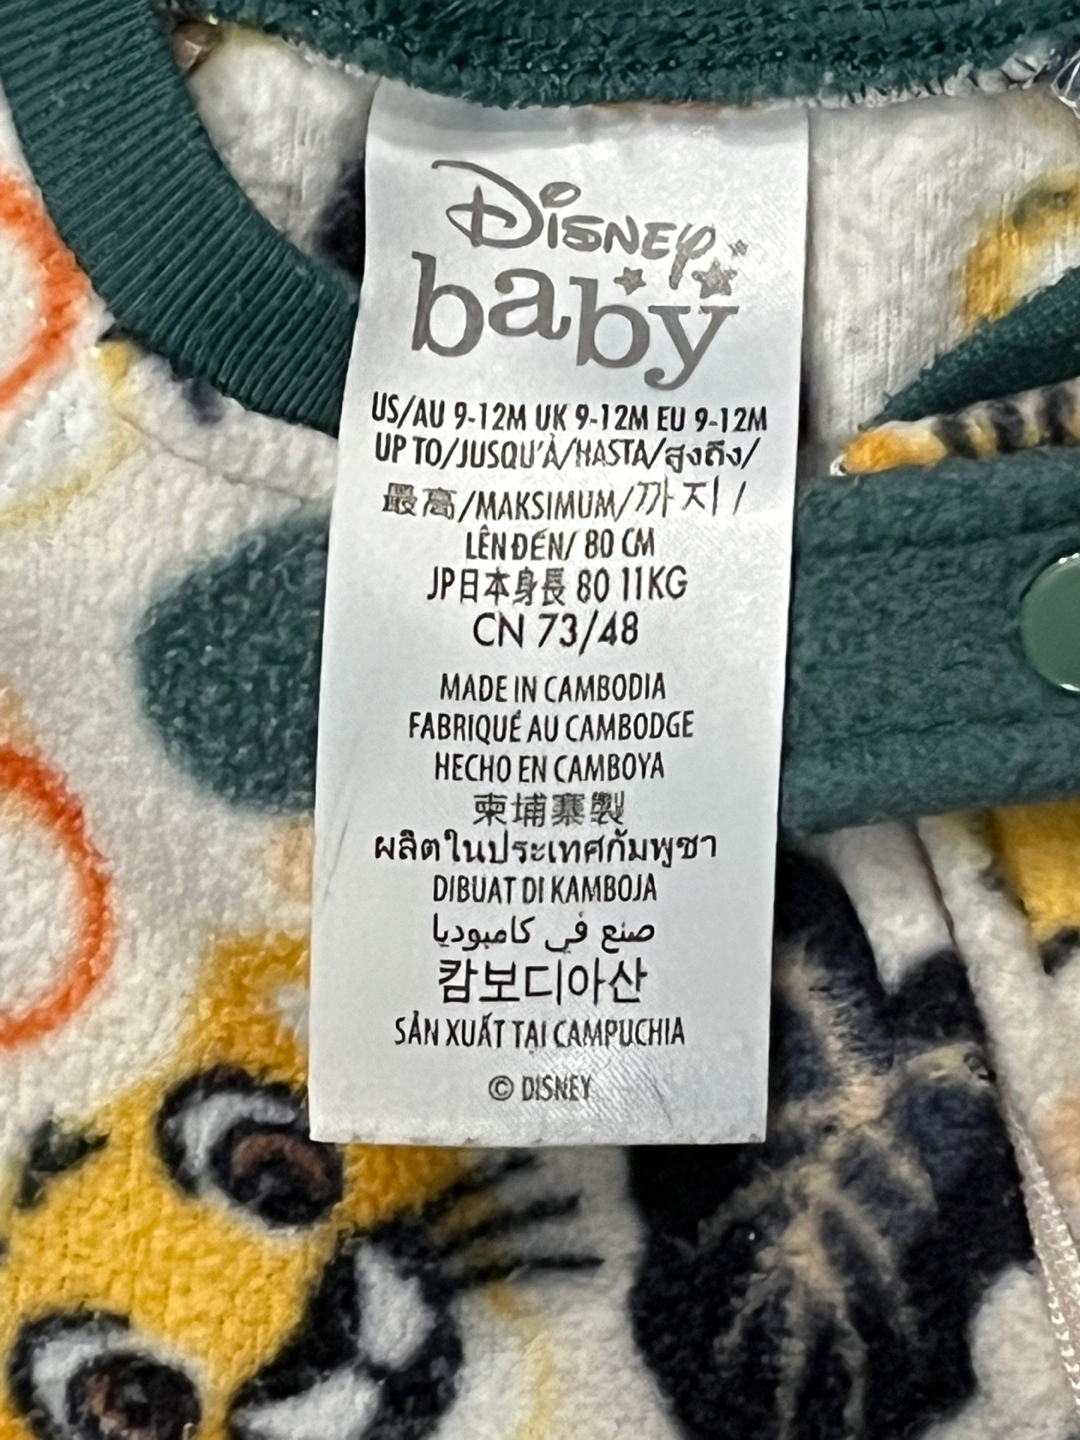 Disney
baby
US/AU 9-12M UK 9-12M EU 9-12M
UP TO/JUSQU'À/HASTA/สูงถึง/
最高/MAKSIMUM/까지/
LÊN ĐẾN/ 80 CM
JP日本身長 80 11KG
CN 73/48
MADE IN CAMBODIA
FABRIQUÉ AU CAMBODGE
HECHO EN CAMBOYA
柬埔寨製
ผลิตในประเทศกัมพูชา
DIBUAT DI KAMBOJA
صنع في كامبوديا
캄보디아산
SẢN XUẤT TẠI CAMPUCHIA
© DISNEY